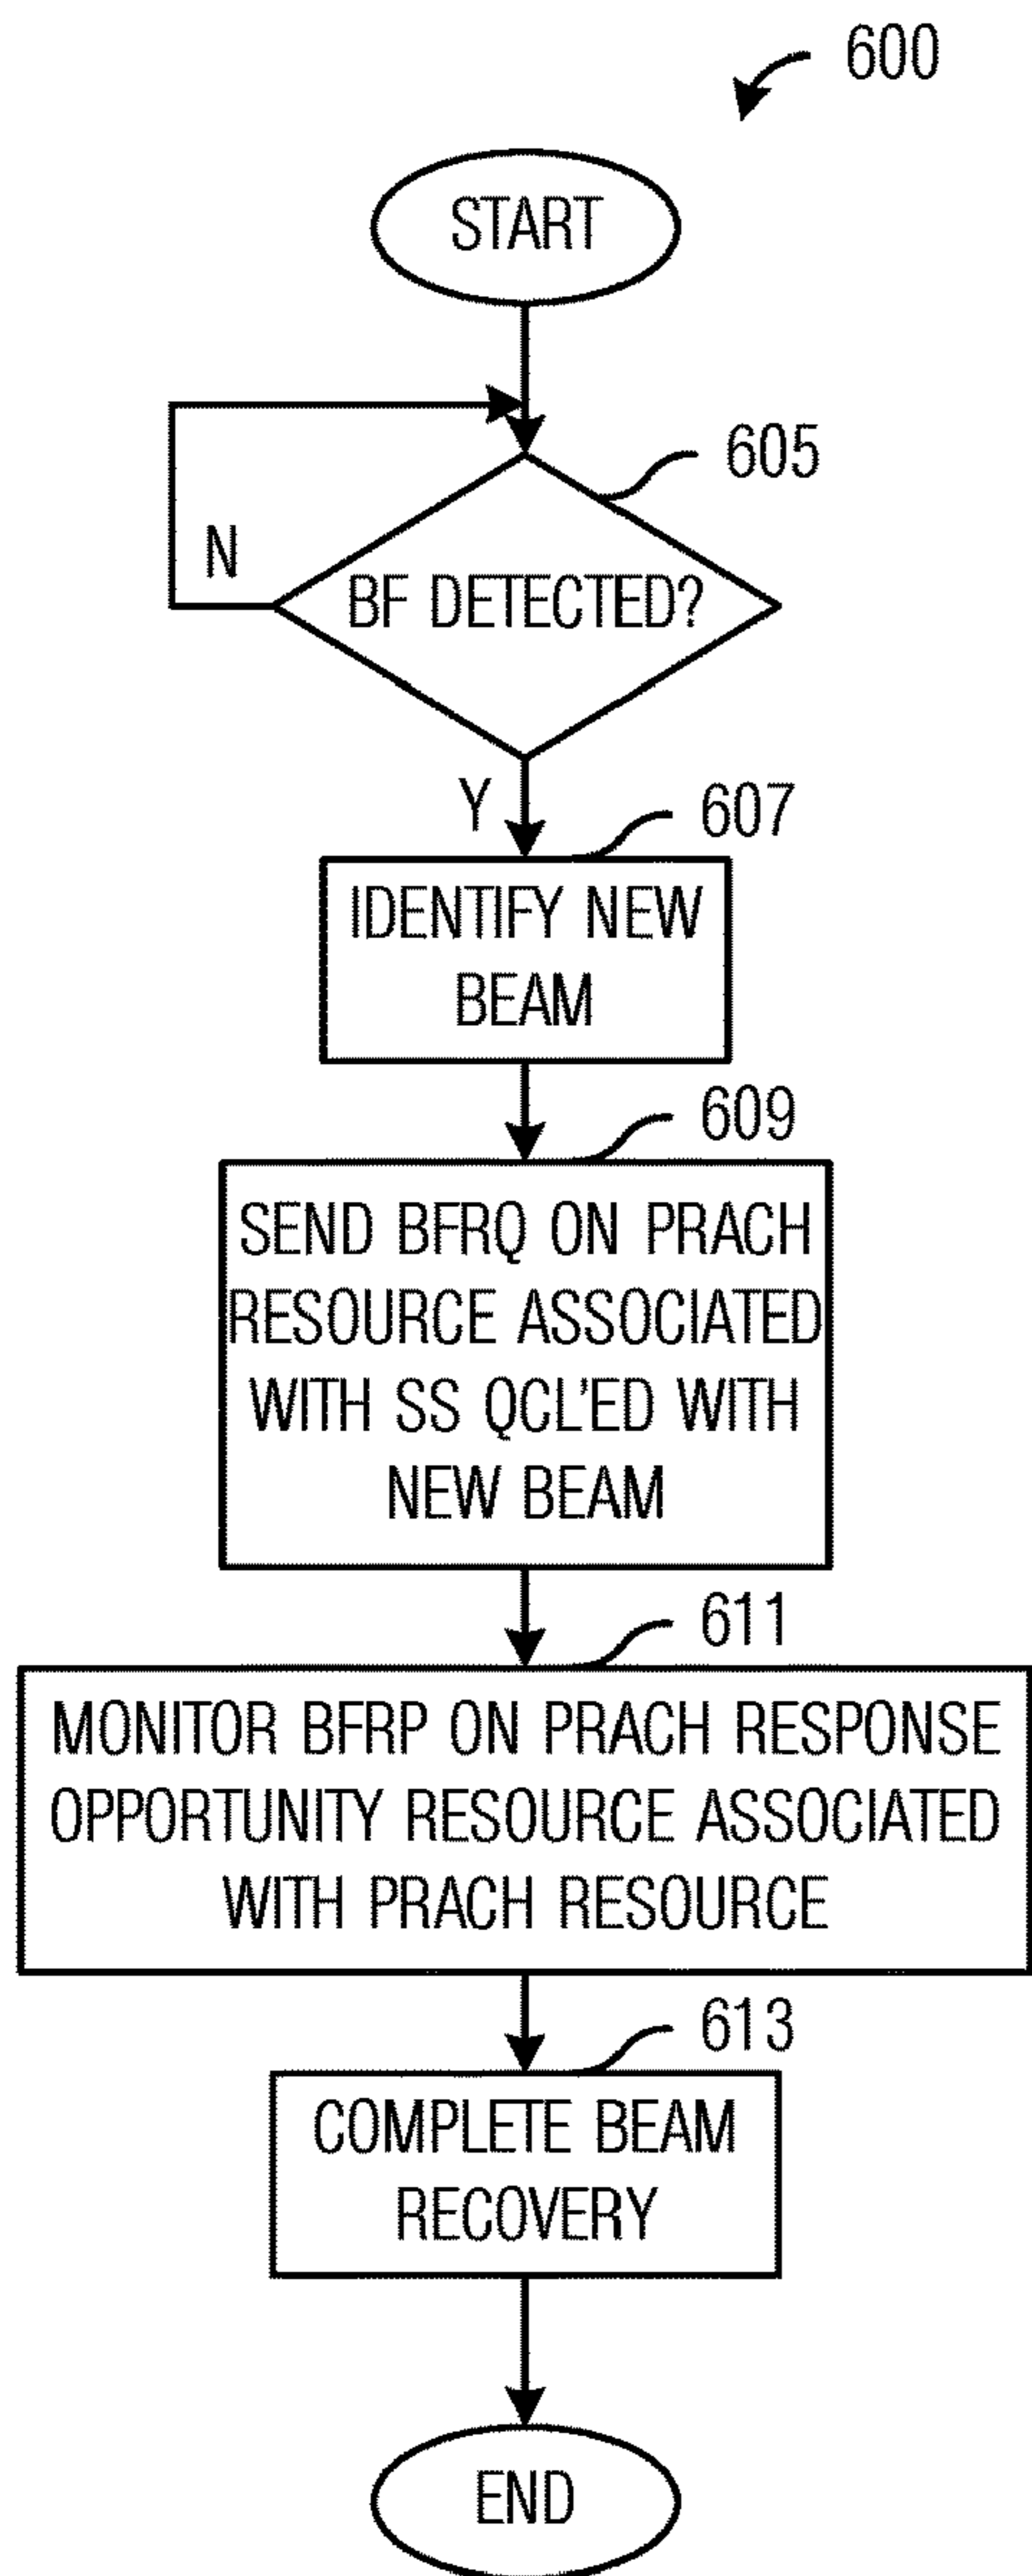 600
START
605
N
BF DETECTED?
Y
607
IDENTIFY NEW
BEAM
609
SEND BFRQ ON PRACH
RESOURCE ASSOCIATED
WITH SS QCL'ED WITH
NEW BEAM
611
MONITOR BFRP ON PRACH RESPONSE
OPPORTUNITY RESOURCE ASSOCIATED
WITH PRACH RESOURCE
613
COMPLETE BEAM
RECOVERY
END